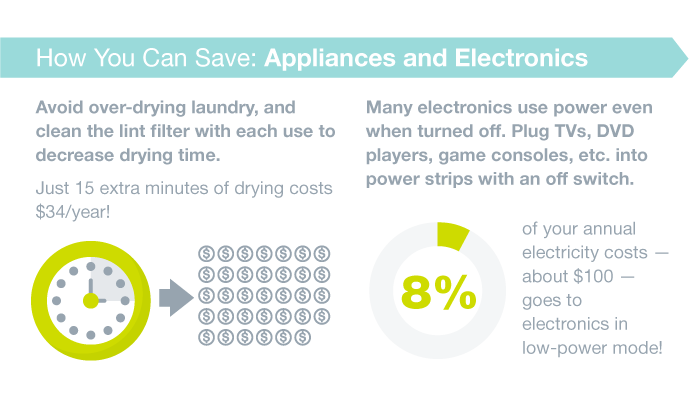 How You Can Save: Appliances and Electronics
Avoid over-drying laundry, and
clean the lint filter with each use to
decrease drying time.
Just 15 extra minutes of drying costs
$34/year!
Many electronics use power even
when turned off. Plug TVs, DVD
players, game consoles, etc. into
power strips with an off switch.
8%
of your annual
electricity costs —
about $100 —
goes to
electronics in
low-power mode!